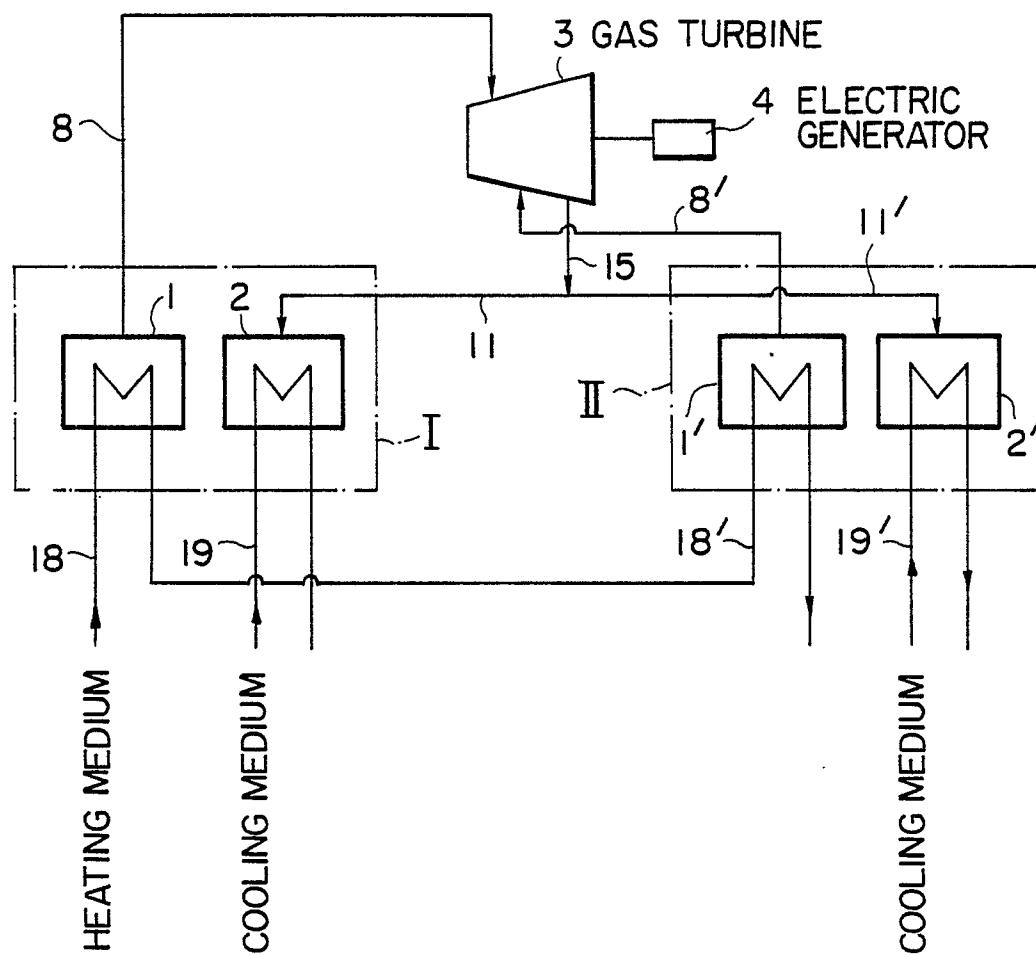 3 GAS TURBINE
4 ELECTRIC
GENERATOR
8
8′
11′
15
1
2
11
I
II
1′
2′
18
19
18′
19′
HEATING MEDIUM
COOLING MEDIUM
COOLING MEDIUM